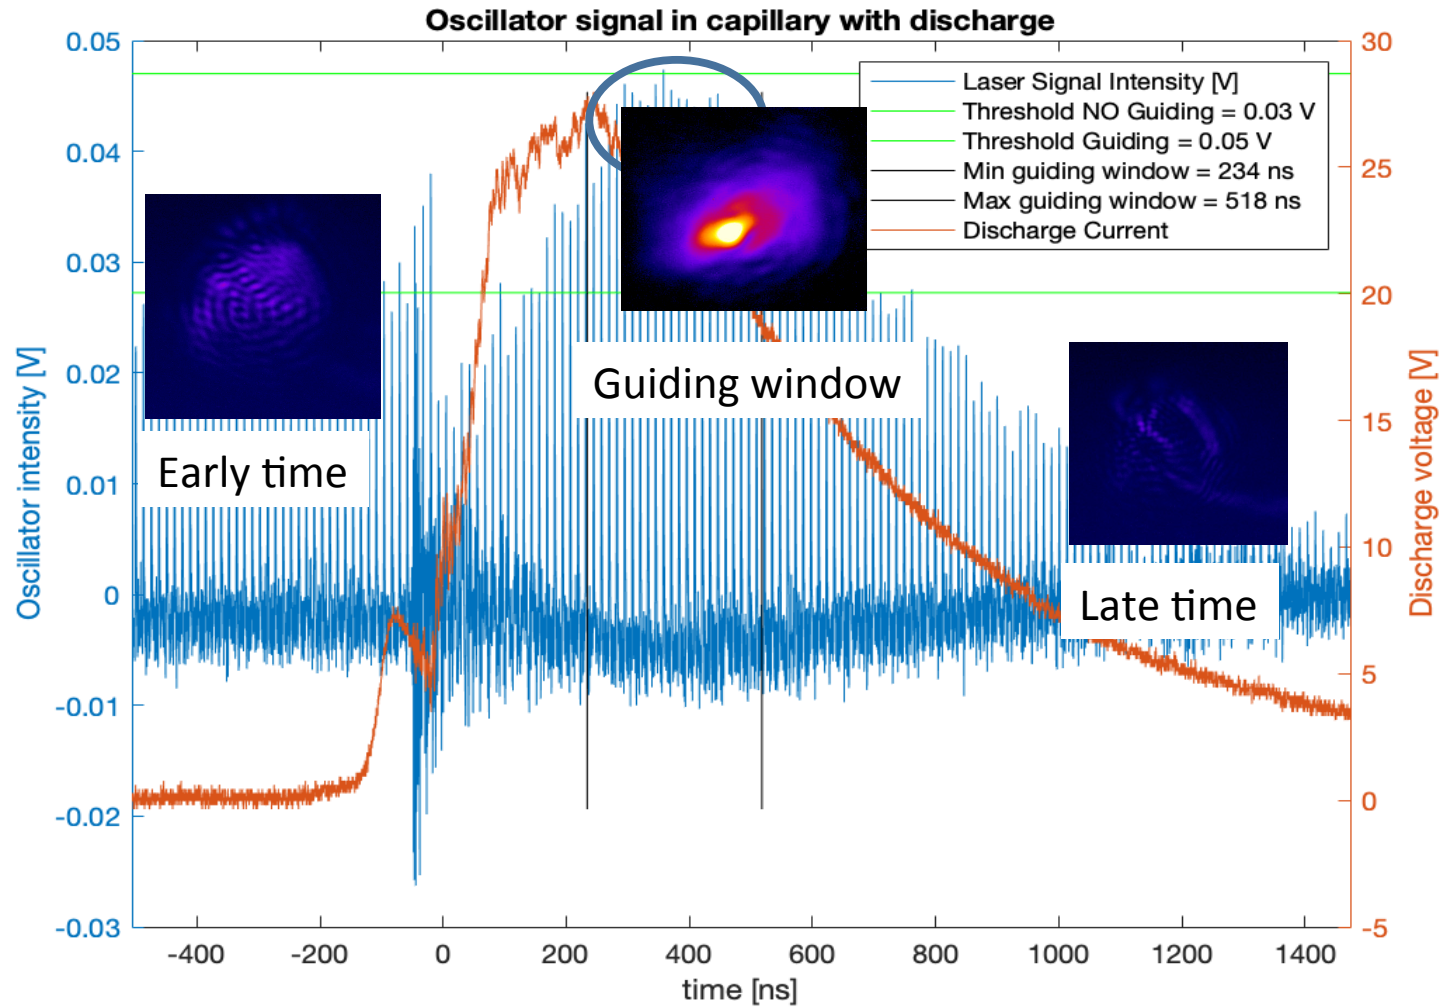 Oscillator signal in capillary with discharge
Laser Signal Intensity [V]
Threshold NO Guiding = 0.03 V
Threshold Guiding = 0.05 V
Min guiding window = 234 ns
Max guiding window = 518 ns
Discharge Current
Early time
Guiding window
Late time
Oscillator intensity [V]
0.05
0.04
0.03
0.02
0.01
0
-0.01
-0.02
-0.03
Discharge voltage [V]
30
25
20
15
10
5
0
-5
-400 -200 0 200 400 600 800 1000 1200 1400
time [ns]